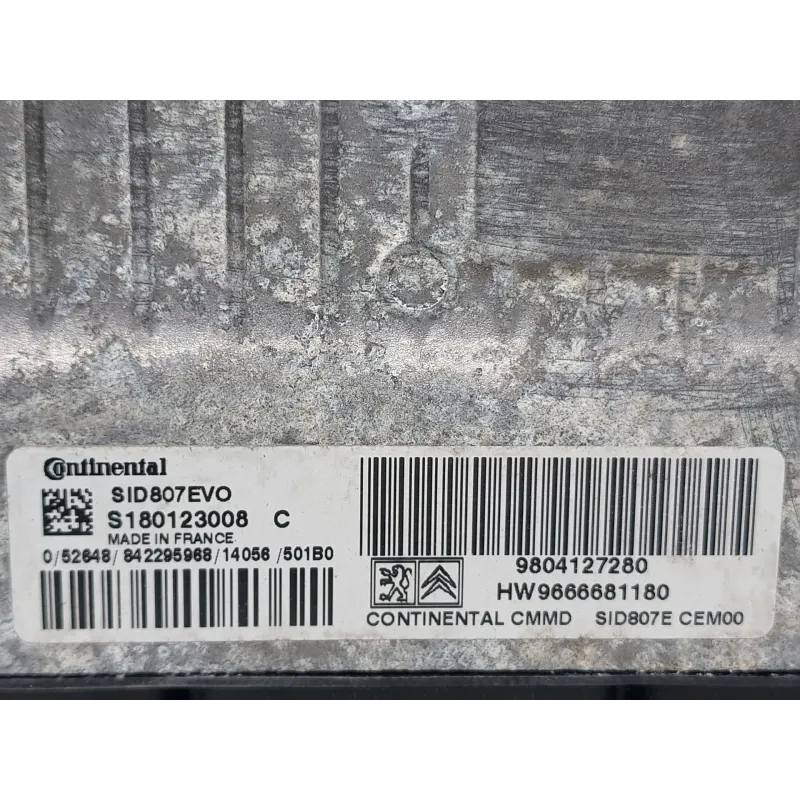 Continental
SID807EVO
S180123008 C
MADE IN FRANCE
0/52648/842295968/14056/501B0
9804127280
HW9666681180
CONTINENTAL CMMD SID807E CEM00